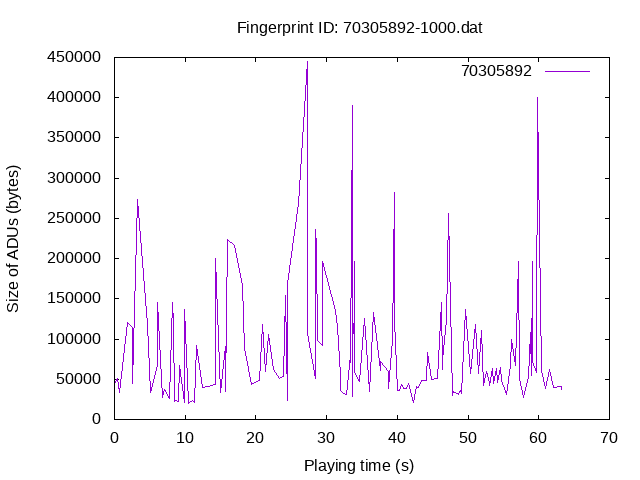 Fingerprint ID: 70305892-1000.dat
450000
400000
350000
300000
250000
200000
150000
100000
50000
0
70305892
Size of ADUs (bytes)
0 10 20 30 40 50 60 70
Playing time (s)